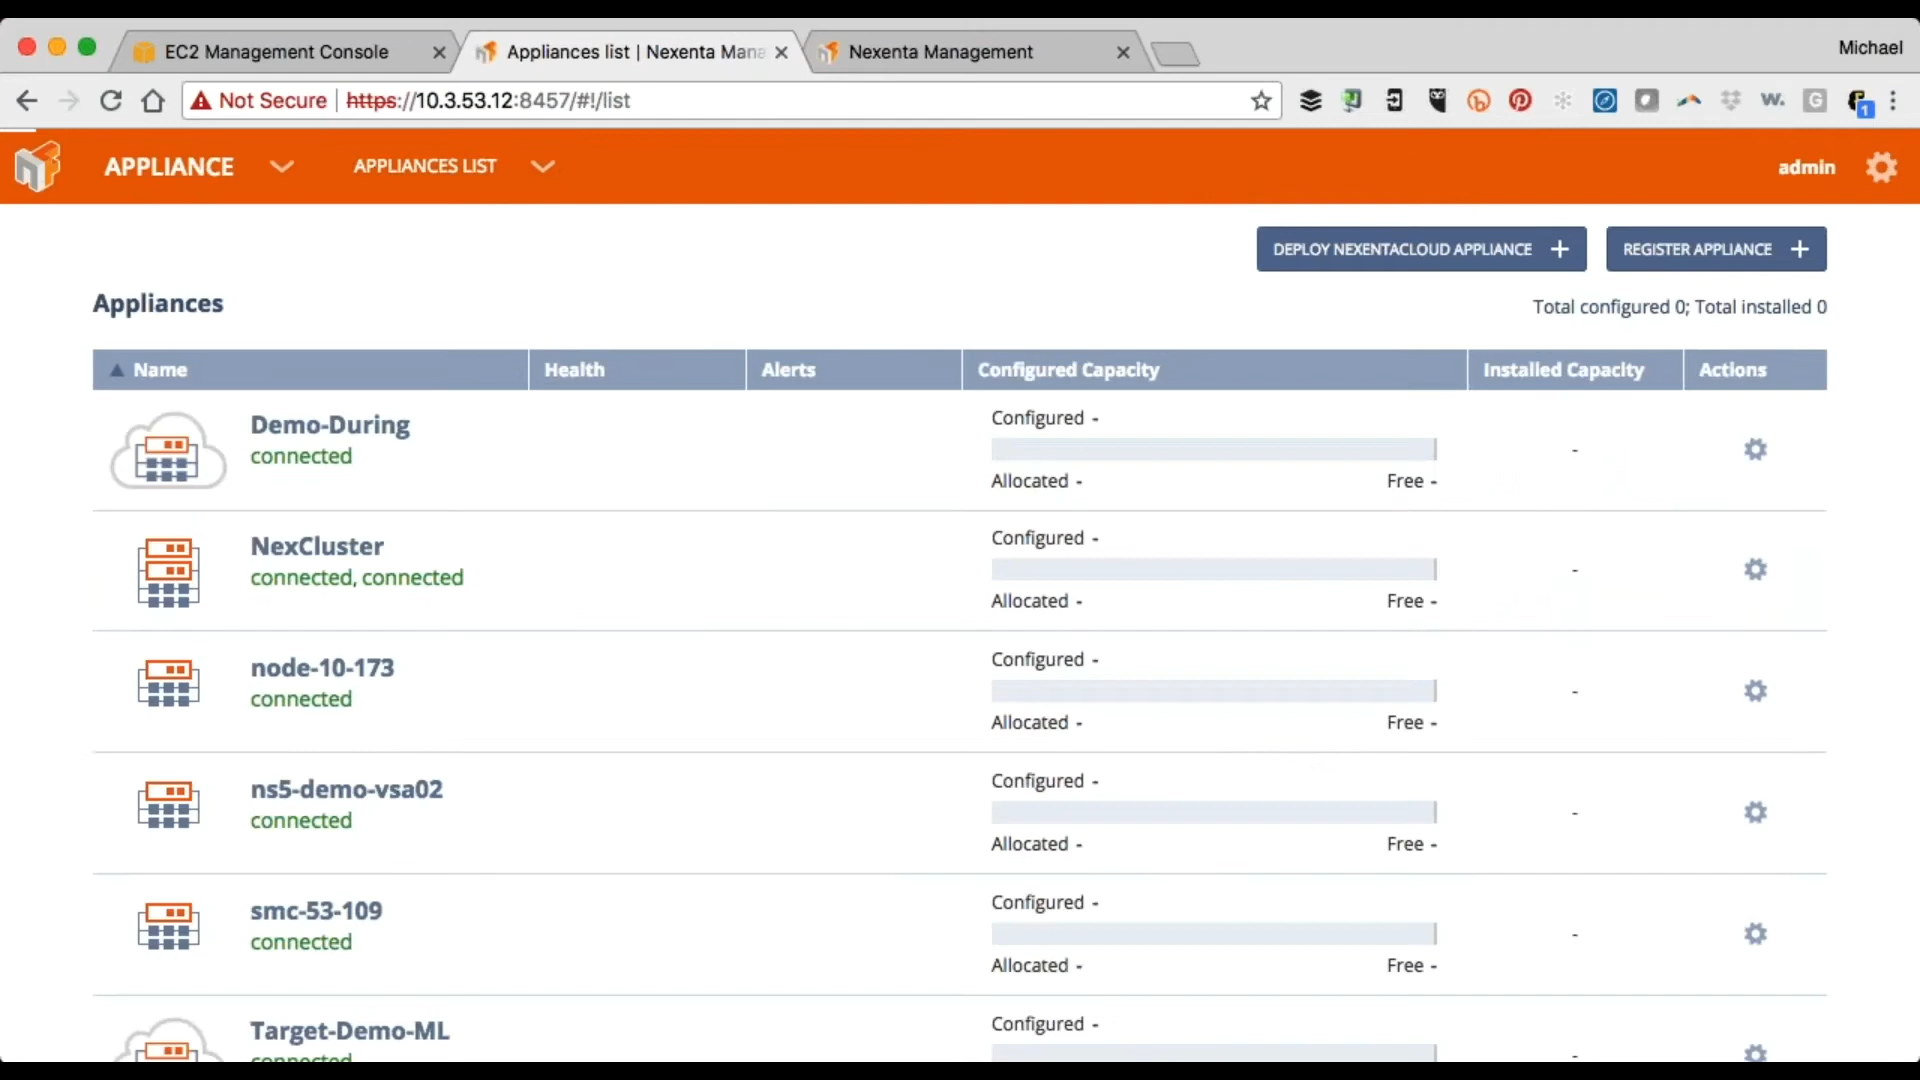 EC2 Management Console
Appliances list | Nexenta Mana
Nexenta Management
Michael
Not Secure | https://10.3.53.12:8457/#!/list
w.
G
1
APPLIANCE
APPLIANCES LIST
admin
DEPLOY NEXENTACLOUD APPLIANCE +
REGISTER APPLIANCE +
Appliances
Total configured 0; Total installed 0
Name Health Alerts Configured Capacity Installed Capacity Actions
Demo-During
connected
Configured -
Allocated - Free -
-
NexCluster
connected, connected
Configured -
Allocated - Free -
-
node-10-173
connected
Configured -
Allocated - Free -
-
ns5-demo-vsa02
connected
Configured -
Allocated - Free -
-
smc-53-109
connected
Configured -
Allocated - Free -
-
Target-Demo-ML
connected
Configured -
-